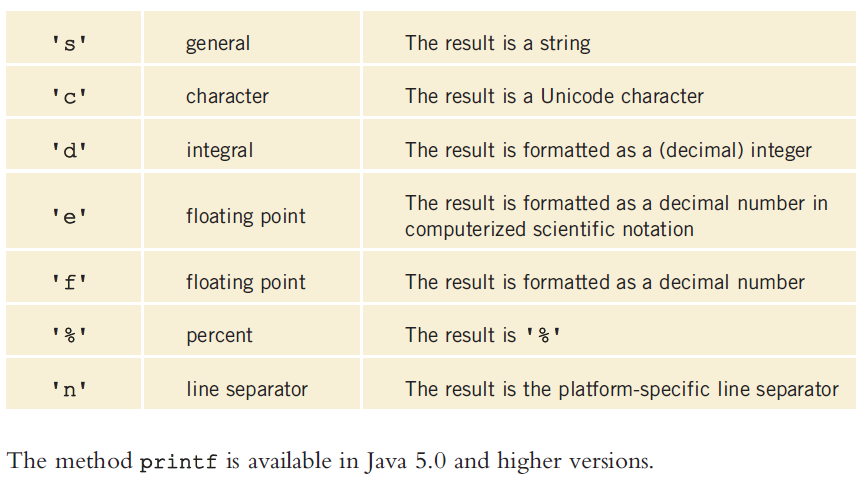 's' general The result is a string
'c' character The result is a Unicode character
'd' integral The result is formatted as a (decimal) integer
'e' floating point The result is formatted as a decimal number in
computerized scientific notation
'f' floating point The result is formatted as a decimal number
'%' percent The result is '%'
'n' line separator The result is the platform-specific line separator
The method printf is available in Java 5.0 and higher versions.